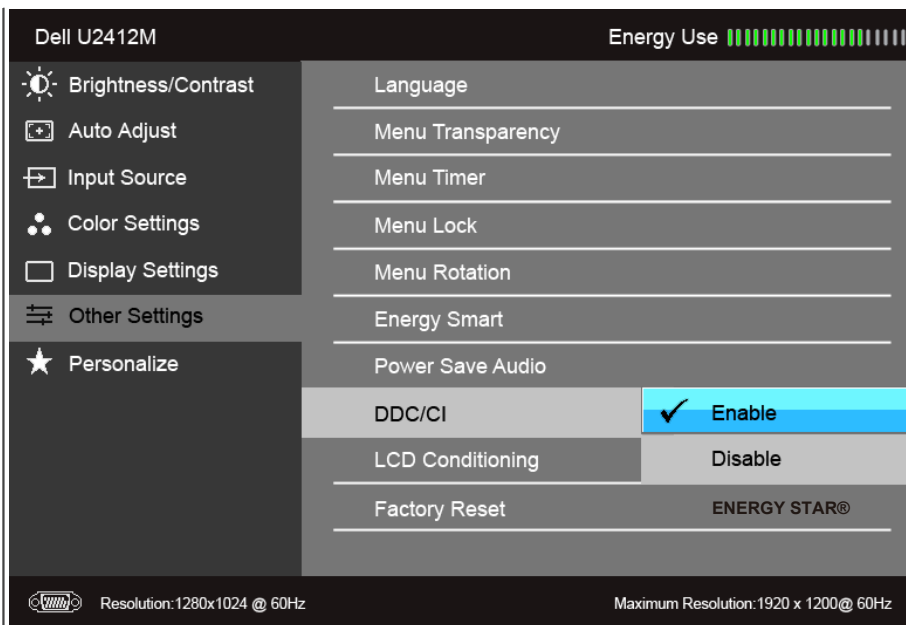 Dell U2412M
Energy Use
Brightness/Contrast
Auto Adjust
Input Source
Color Settings
Display Settings
Other Settings
Personalize
Language
Menu Transparency
Menu Timer
Menu Lock
Menu Rotation
Energy Smart
Power Save Audio
DDC/CI
Enable
Disable
LCD Conditioning
Factory Reset
ENERGY STAR®
Resolution:1280x1024 @ 60Hz
Maximum Resolution:1920 x 1200@ 60Hz